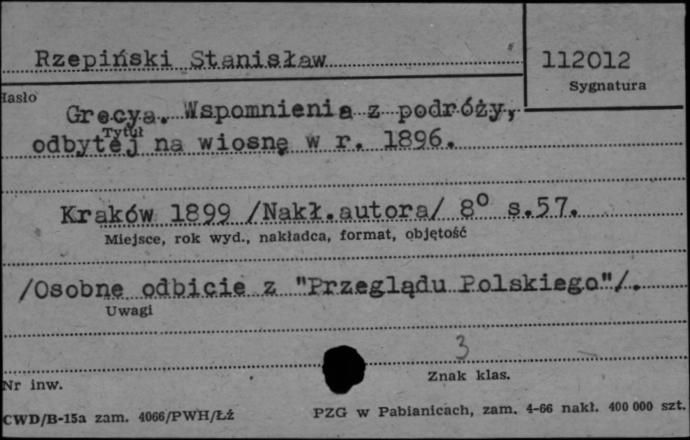 Rzepiński Stanisław
112012
Sygnatura
Hasło
Grecya. Wspomnienia z podróży,
Tytuł
odbytej na wiosnę w r. 1896.
Kraków 1899 /Nakł.autora/ 8° s.57.
Miejsce, rok wyd., nakładca, format, objętość
/Osobne odbicie z "Przeglądu Polskiego"/.
Uwagi
3
Nr inw.
Znak klas.
CWD/B-15a zam. 4066/PWH/Łż
PZG w Pabianicach, zam. 4-66 nakł. 400 000 szt.